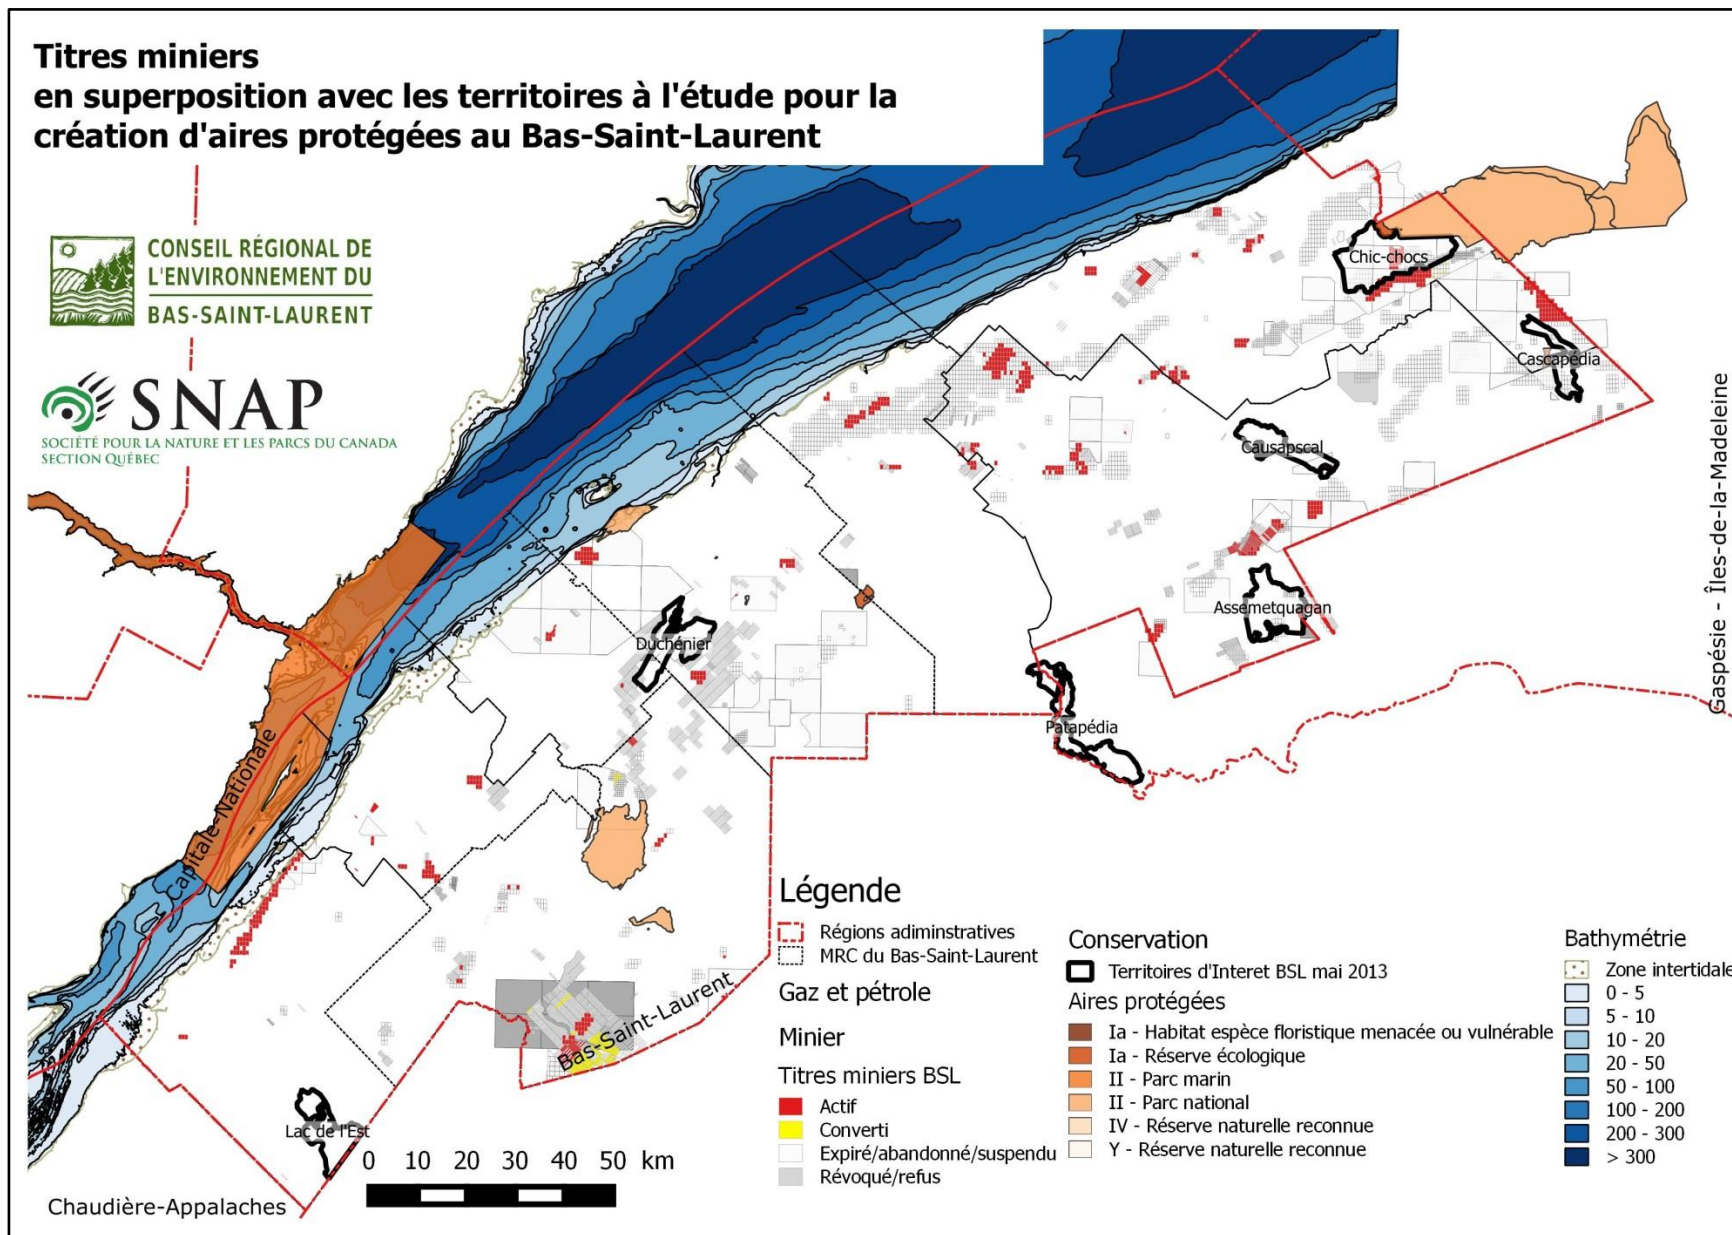 Titres miniers
en superposition avec les territoires à l'étude pour la
création d'aires protégées au Bas-Saint-Laurent
CONSEIL RÉGIONAL DE
L'ENVIRONNEMENT DU
BAS-SAINT-LAURENT
SNAP
SOCIÉTÉ POUR LA NATURE ET LES PARCS DU CANADA
SECTION QUÉBEC
Chic-chocs
Cascapédia
Causapscal
Assemetquagan
Duchénier
Patapédia
Lac de l'Est
Capitale-Nationale
Bas-Saint-Laurent
Gaspésie - Îles-de-la-Madeleine
Chaudière-Appalaches
0 10 20 30 40 50 km
Légende
Régions adiminstratives
MRC du Bas-Saint-Laurent
Gaz et pétrole
Minier
Titres miniers BSL
Actif
Converti
Expiré/abandonné/suspendu
Révoqué/refus
Conservation
Territoires d'Interet BSL mai 2013
Aires protégées
Ia - Habitat espèce floristique menacée ou vulnérable
Ia - Réserve écologique
II - Parc marin
II - Parc national
IV - Réserve naturelle reconnue
Y - Réserve naturelle reconnue
Bathymétrie
Zone intertidale
0 - 5
5 - 10
10 - 20
20 - 50
50 - 100
100 - 200
200 - 300
> 300